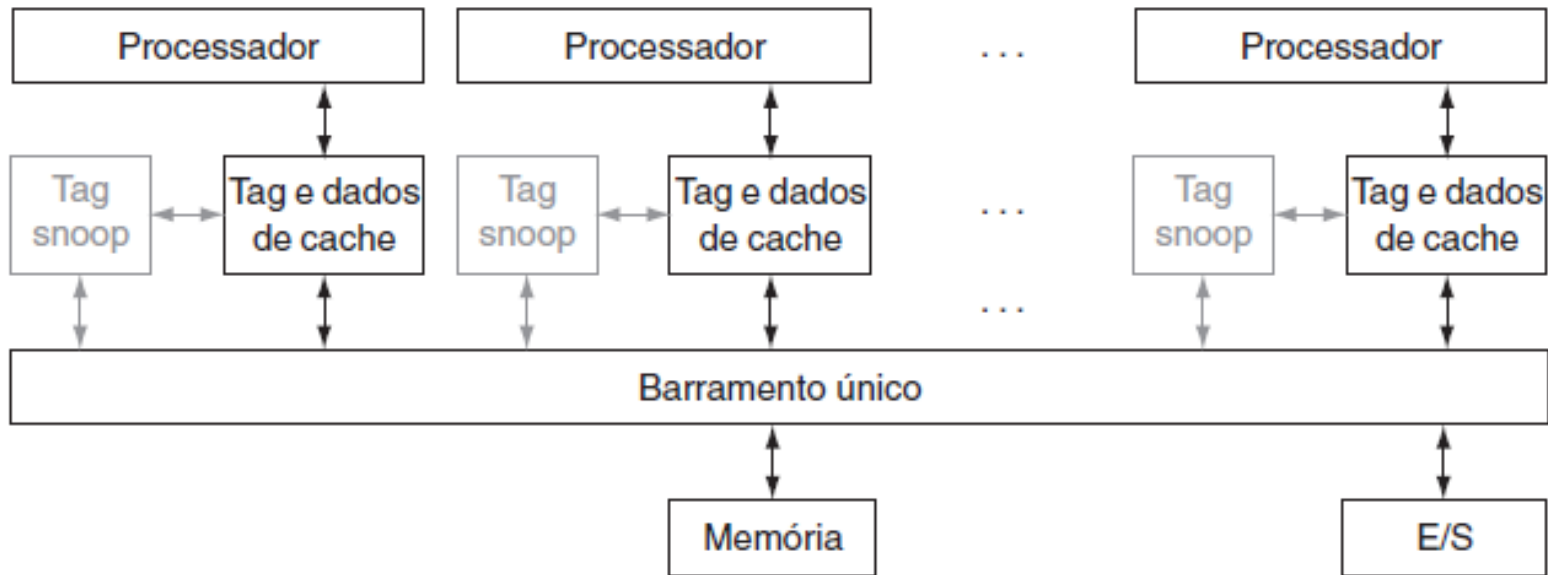 Processador
Processador
. . .
Processador
Tag
snoop
Tag e dados
de cache
Tag
snoop
Tag e dados
de cache
. . .
Tag
snoop
Tag e dados
de cache
. . .
Barramento único
Memória
E/S